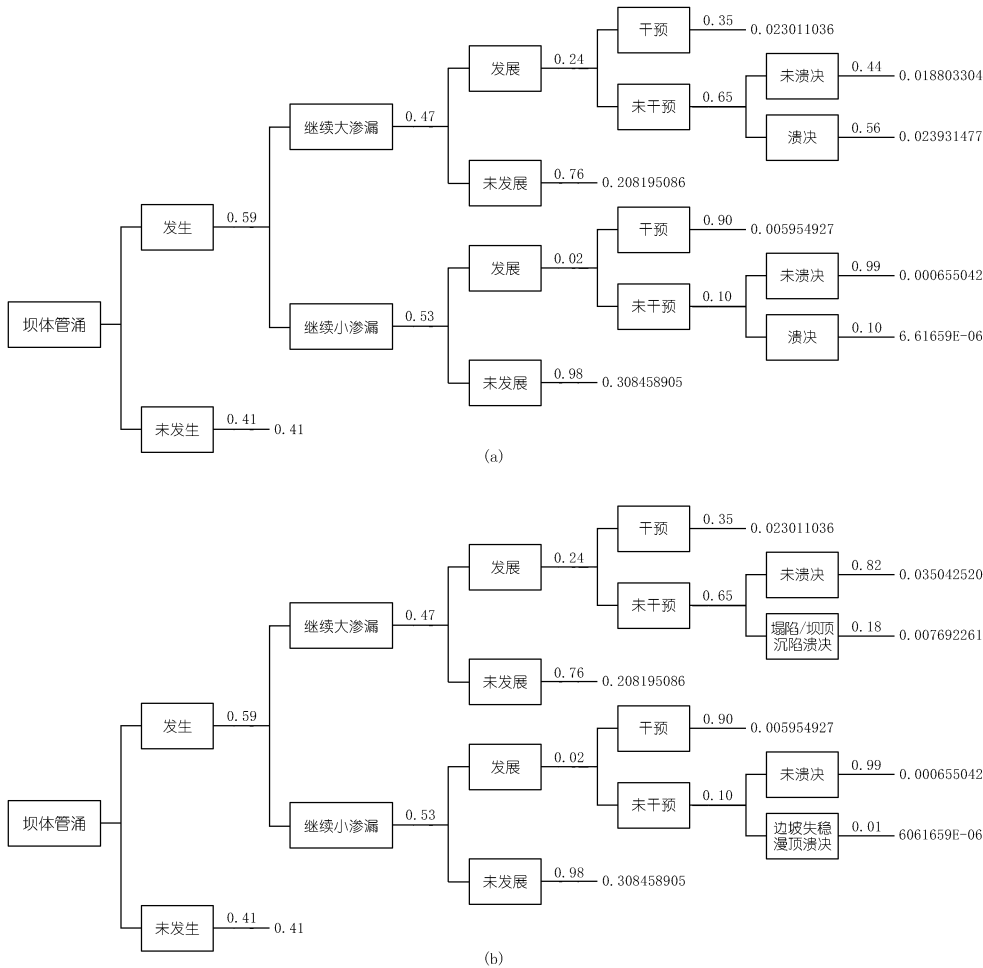 干预
0.35
0.023011036
发展
0.24
未溃决
0.44
0.018803304
未干预
0.65
继续大渗漏
0.47
溃决
0.56
0.023931477
未发展
0.76
0.208195086
发生
0.59
干预
0.90
0.005954927
发展
0.02
未溃决
0.99
0.000655042
未干预
0.10
坝体管涌
继续小渗漏
0.53
溃决
0.10
6.61659E-06
未发展
0.98
0.308458905
未发生
0.41
0.41
(a)
干预
0.35
0.023011036
发展
0.24
未溃决
0.82
0.035042520
未干预
0.65
继续大渗漏
0.47
塌陷/坝顶
沉陷溃决
0.18
0.007692261
未发展
0.76
0.208195086
发生
0.59
干预
0.90
0.005954927
发展
0.02
未溃决
0.99
0.000655042
未干预
0.10
坝体管涌
继续小渗漏
0.53
边坡失稳
漫顶溃决
0.01
6061659E-06
未发展
0.98
0.308458905
未发生
0.41
0.41
(b)